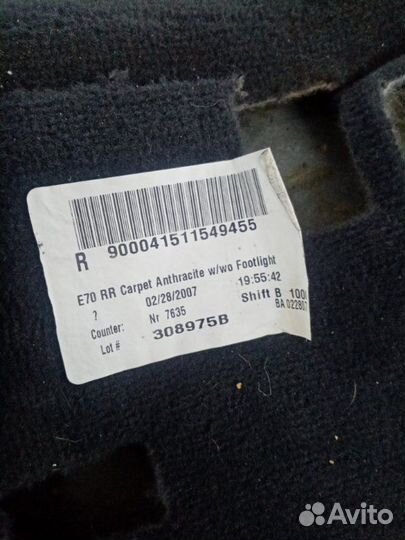 R 900041511549455
E70 RR Carpet Anthracite w/wo Footlight
? 02/28/2007 19:55:42
Counter: Nr 7635 Shift B
Lot # 308975B
Avito